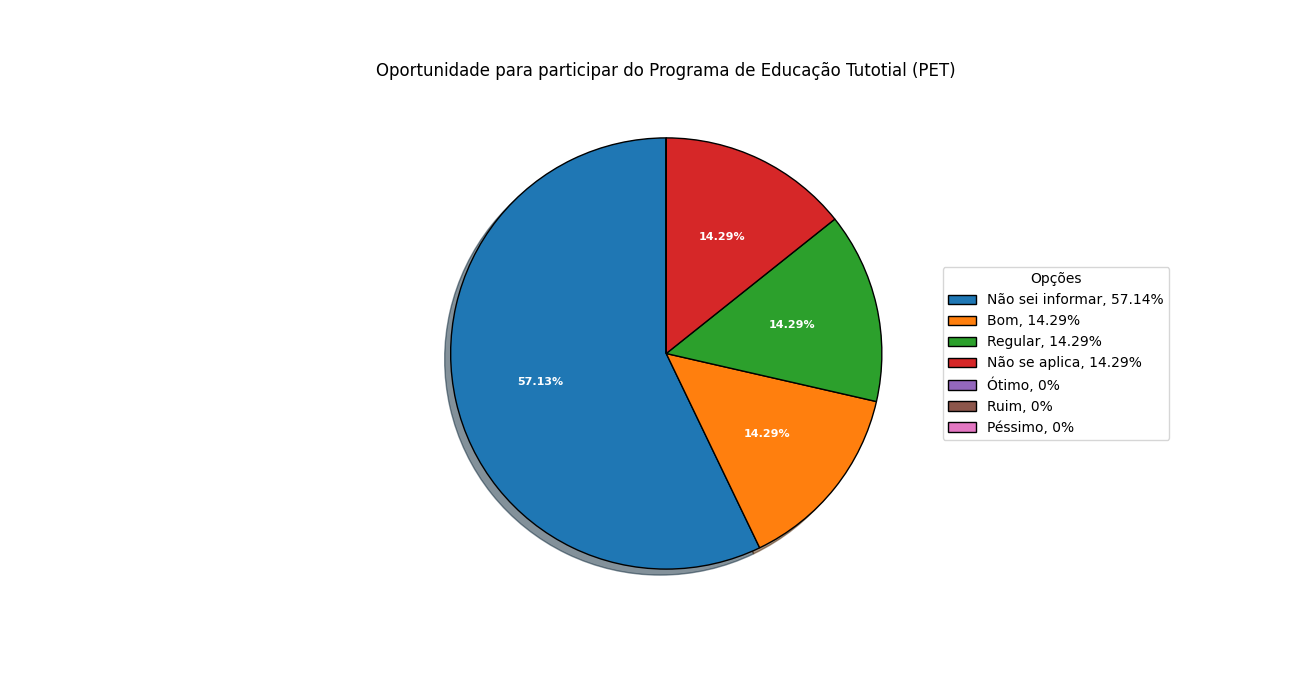 Oportunidade para participar do Programa de Educação Tutotial (PET)
14.29%
14.29%
57.13%
14.29%
Opções
Não sei informar, 57.14%
Bom, 14.29%
Regular, 14.29%
Não se aplica, 14.29%
Ótimo, 0%
Ruim, 0%
Péssimo, 0%